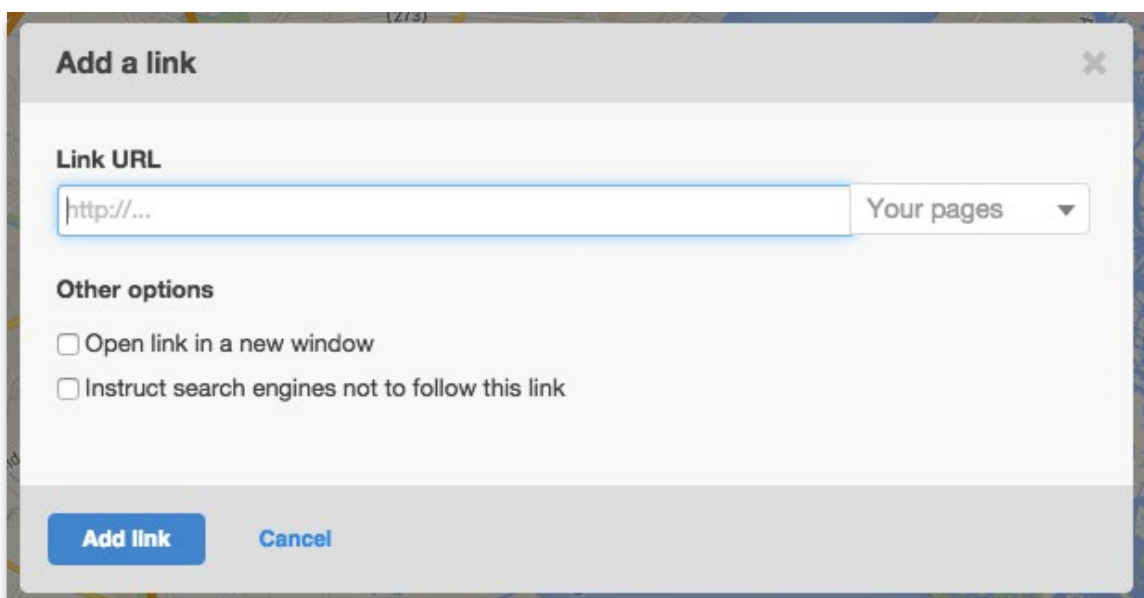 (273)
Add a link
Link URL
http://... Your pages
Other options
Open link in a new window
Instruct search engines not to follow this link
Add link Cancel